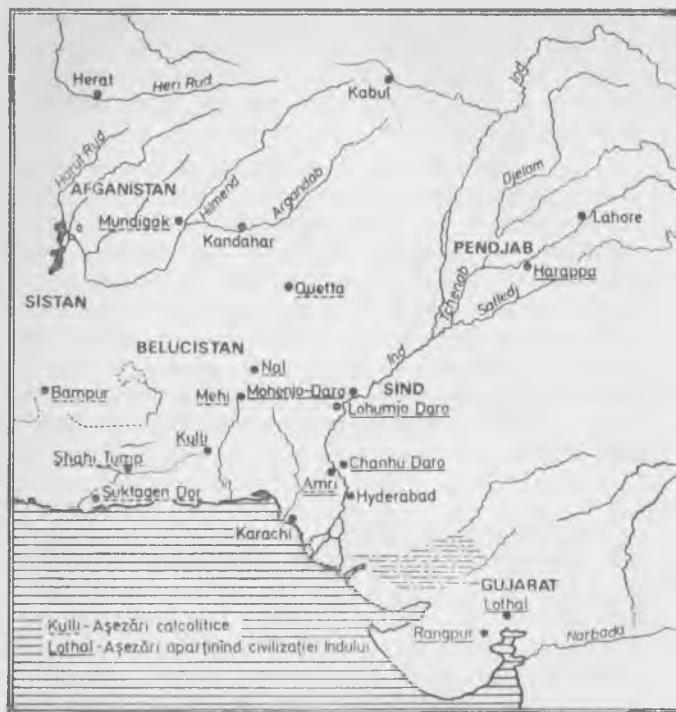 Herat
Heri Rud
Kabul
Ind
Harut Rud
AFGANISTAN
Hilmend
Argandab
Djelam
Mundigak
Kandahar
Lahore
PENDJAB
Harappa
Tchenab
Satledj
Quetta
SISTAN
BELUCISTAN
Ind
Nal
Bampur
Mehi
Mohenjo-Daro
SIND
Lohumjo Daro
Kulli
Shahi Tump
Chanhu Daro
Amri
Suktagen Dor
Hyderabad
Karachi
GUJARAT
Lothal
Rangpur
Narbada
Kulli - Așezări calcolitice
Lothal - Așezări aparținînd civilizației Indului